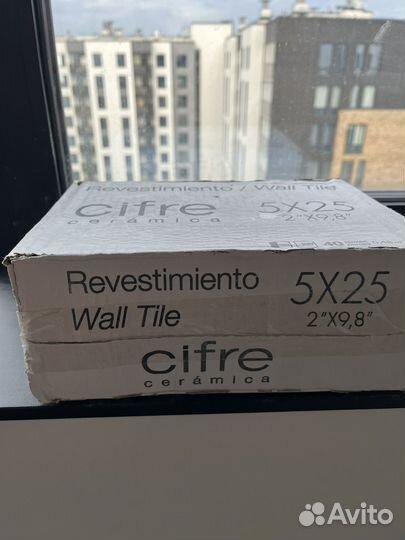 Revestimiento / Wall Tile
cifre
cerámica
5X25
2"X9,8"
40
Revestimiento
Wall Tile
5X25
2"X9,8"
cifre
cerámica
Avito